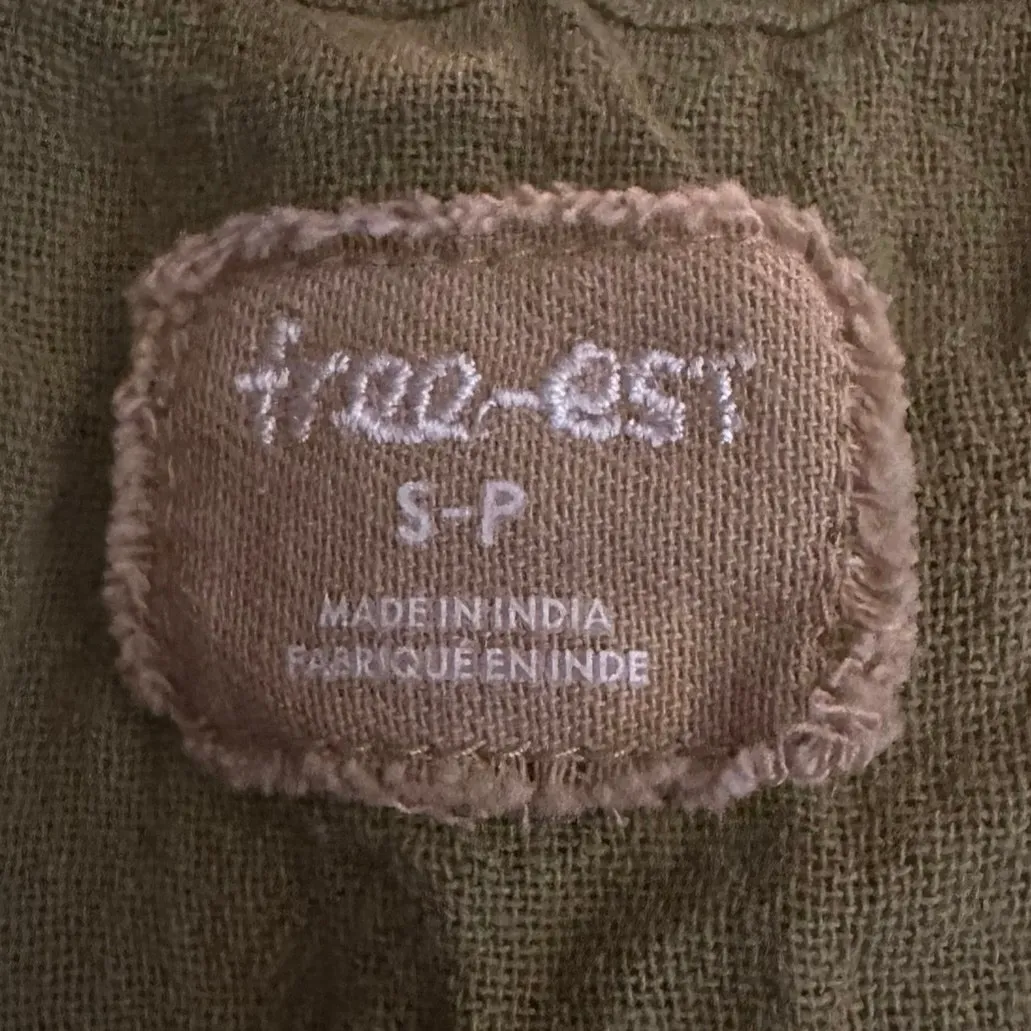 free-est
S-P
MADE IN INDIA
FABRIQUÉ EN INDE